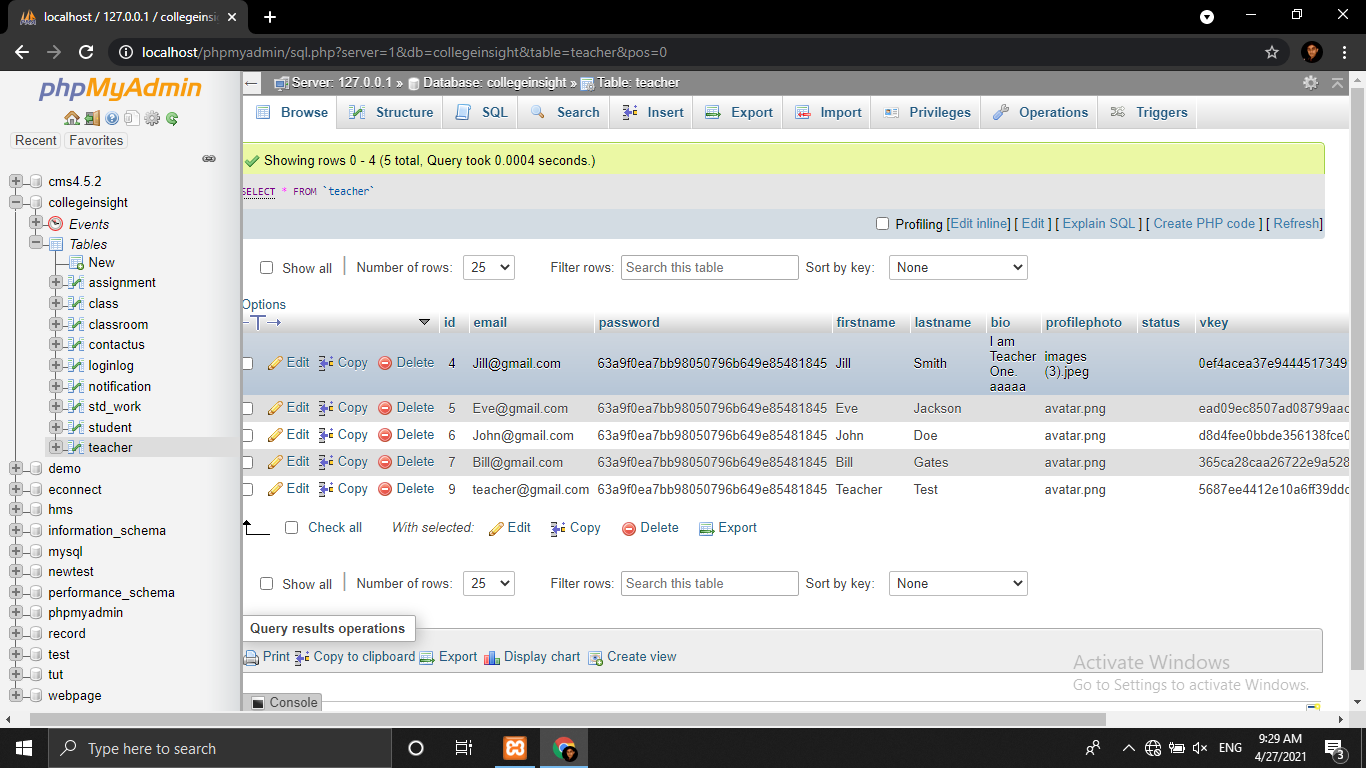 localhost / 127.0.0.1 / collegeinsi
localhost/phpmyadmin/sql.php?server=1&db=collegeinsight&table=teacher&pos=0
phpMyAdmin
Recent Favorites
cms4.5.2
collegeinsight
Events
Tables
New
assignment
class
classroom
contactus
loginlog
notification
std_work
student
teacher
demo
econnect
hms
information_schema
mysql
newtest
performance_schema
phpmyadmin
record
test
tut
webpage
Server: 127.0.0.1 » Database: collegeinsight » Table: teacher
Browse Structure SQL Search Insert Export Import Privileges Operations Triggers
Showing rows 0 - 4 (5 total, Query took 0.0004 seconds.)
SELECT * FROM `teacher`
Profiling [Edit inline] [ Edit ] [ Explain SQL ] [ Create PHP code ] [ Refresh]
Show all Number of rows: 25 Filter rows: Search this table Sort by key: None
Options
id email password firstname lastname bio profilephoto status vkey
Edit Copy Delete 4 Jill@gmail.com 63a9f0ea7bb98050796b649e85481845 Jill Smith I am Teacher One. aaaaa images (3).jpeg 0ef4acea37e9444517349
Edit Copy Delete 5 Eve@gmail.com 63a9f0ea7bb98050796b649e85481845 Eve Jackson avatar.png ead09ec8507ad08799aac
Edit Copy Delete 6 John@gmail.com 63a9f0ea7bb98050796b649e85481845 John Doe avatar.png d8d4fee0bbde356138fce0
Edit Copy Delete 7 Bill@gmail.com 63a9f0ea7bb98050796b649e85481845 Bill Gates avatar.png 365ca28caa26722e9a528
Edit Copy Delete 9 teacher@gmail.com 63a9f0ea7bb98050796b649e85481845 Teacher Test avatar.png 5687ee4412e10a6ff39ddc
Check all With selected: Edit Copy Delete Export
Show all Number of rows: 25 Filter rows: Search this table Sort by key: None
Query results operations
Print Copy to clipboard Export Display chart Create view
Console
Activate Windows
Go to Settings to activate Windows.
Type here to search
ENG
9:29 AM
4/27/2021
3